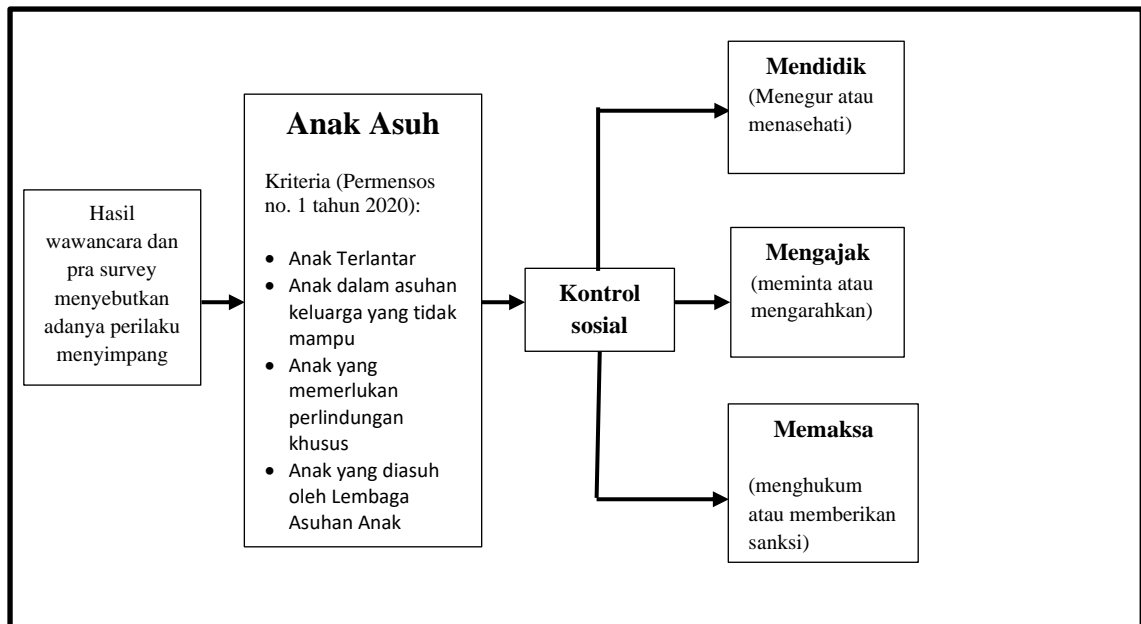 Hasil
wawancara dan
pra survey
menyebutkan
adanya perilaku
menyimpang
Anak Asuh
Kriteria (Permensos
no. 1 tahun 2020):
• Anak Terlantar
• Anak dalam asuhan
keluarga yang tidak
mampu
• Anak yang
memerlukan
perlindungan
khusus
• Anak yang diasuh
oleh Lembaga
Asuhan Anak
Kontrol
sosial
Mendidik
(Menegur atau
menasehati)
Mengajak
(meminta atau
mengarahkan)
Memaksa
(menghukum
atau memberikan
sanksi)